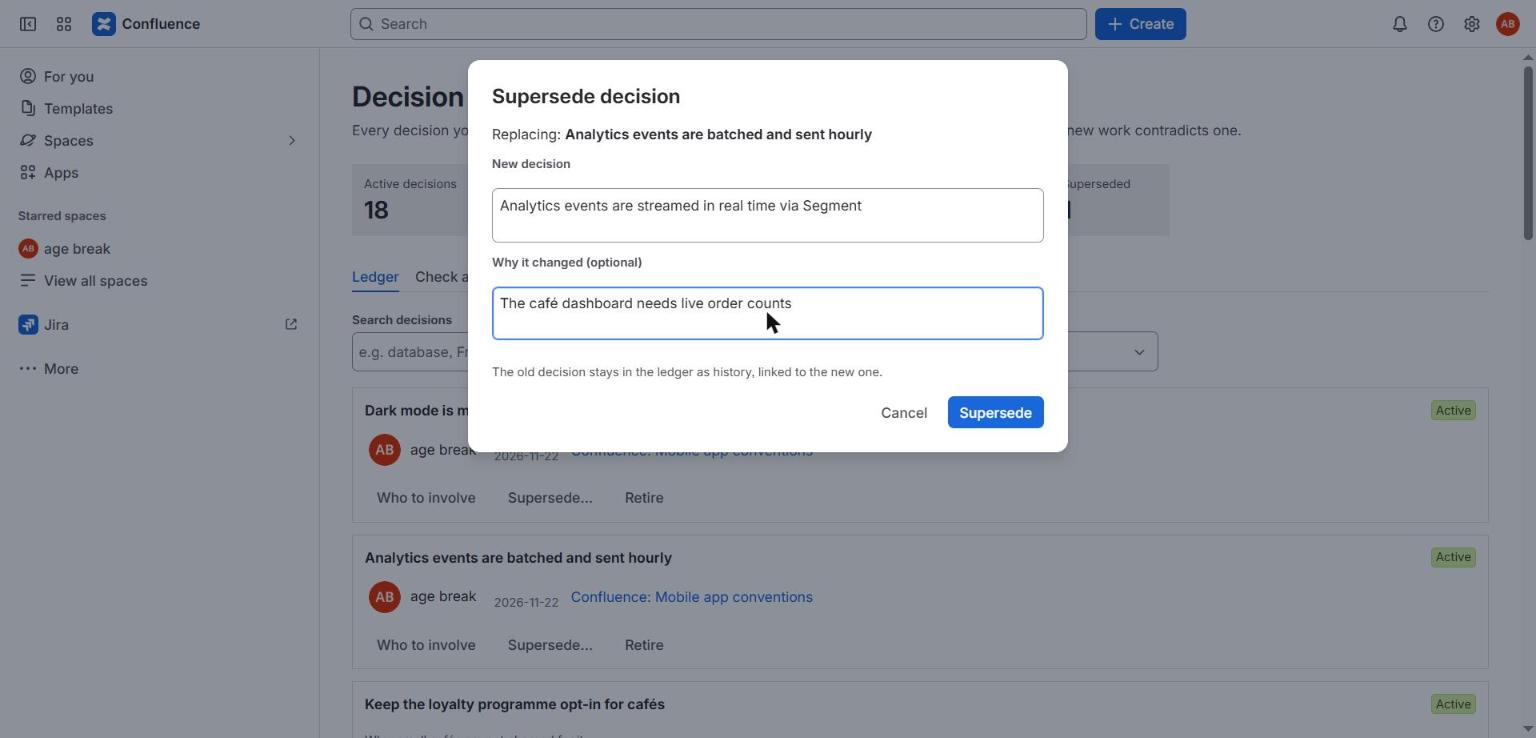 Confluence
Search
Create
AB
For you
Templates
Spaces
Apps
Starred spaces
AB age break
View all spaces
Jira
More
Decision
Every decision yo
new work contradicts one.
Active decisions
18
Superseded
1
Ledger
Check a
Search decisions
e.g. database, Fr
Supersede decision
Replacing: Analytics events are batched and sent hourly
New decision
Analytics events are streamed in real time via Segment
Why it changed (optional)
The café dashboard needs live order counts
The old decision stays in the ledger as history, linked to the new one.
Cancel
Supersede
Dark mode is m
Active
AB age break 2026-11-22 Confluence: Mobile app conventions
Who to involve Supersede... Retire
Analytics events are batched and sent hourly
Active
AB age break 2026-11-22 Confluence: Mobile app conventions
Who to involve Supersede... Retire
Keep the loyalty programme opt-in for cafés
Active